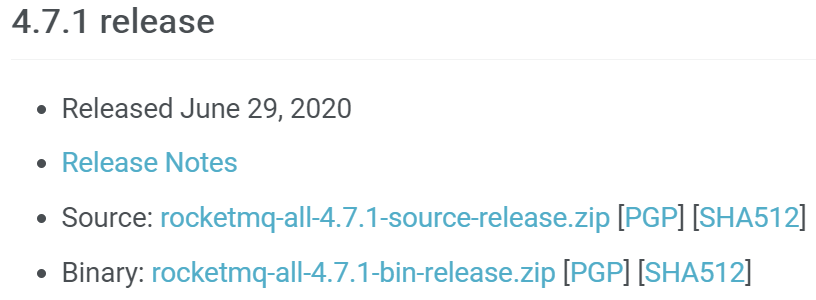 4.7.1 release
Released June 29, 2020
Release Notes
Source: rocketmq-all-4.7.1-source-release.zip [PGP] [SHA512]
Binary: rocketmq-all-4.7.1-bin-release.zip [PGP] [SHA512]